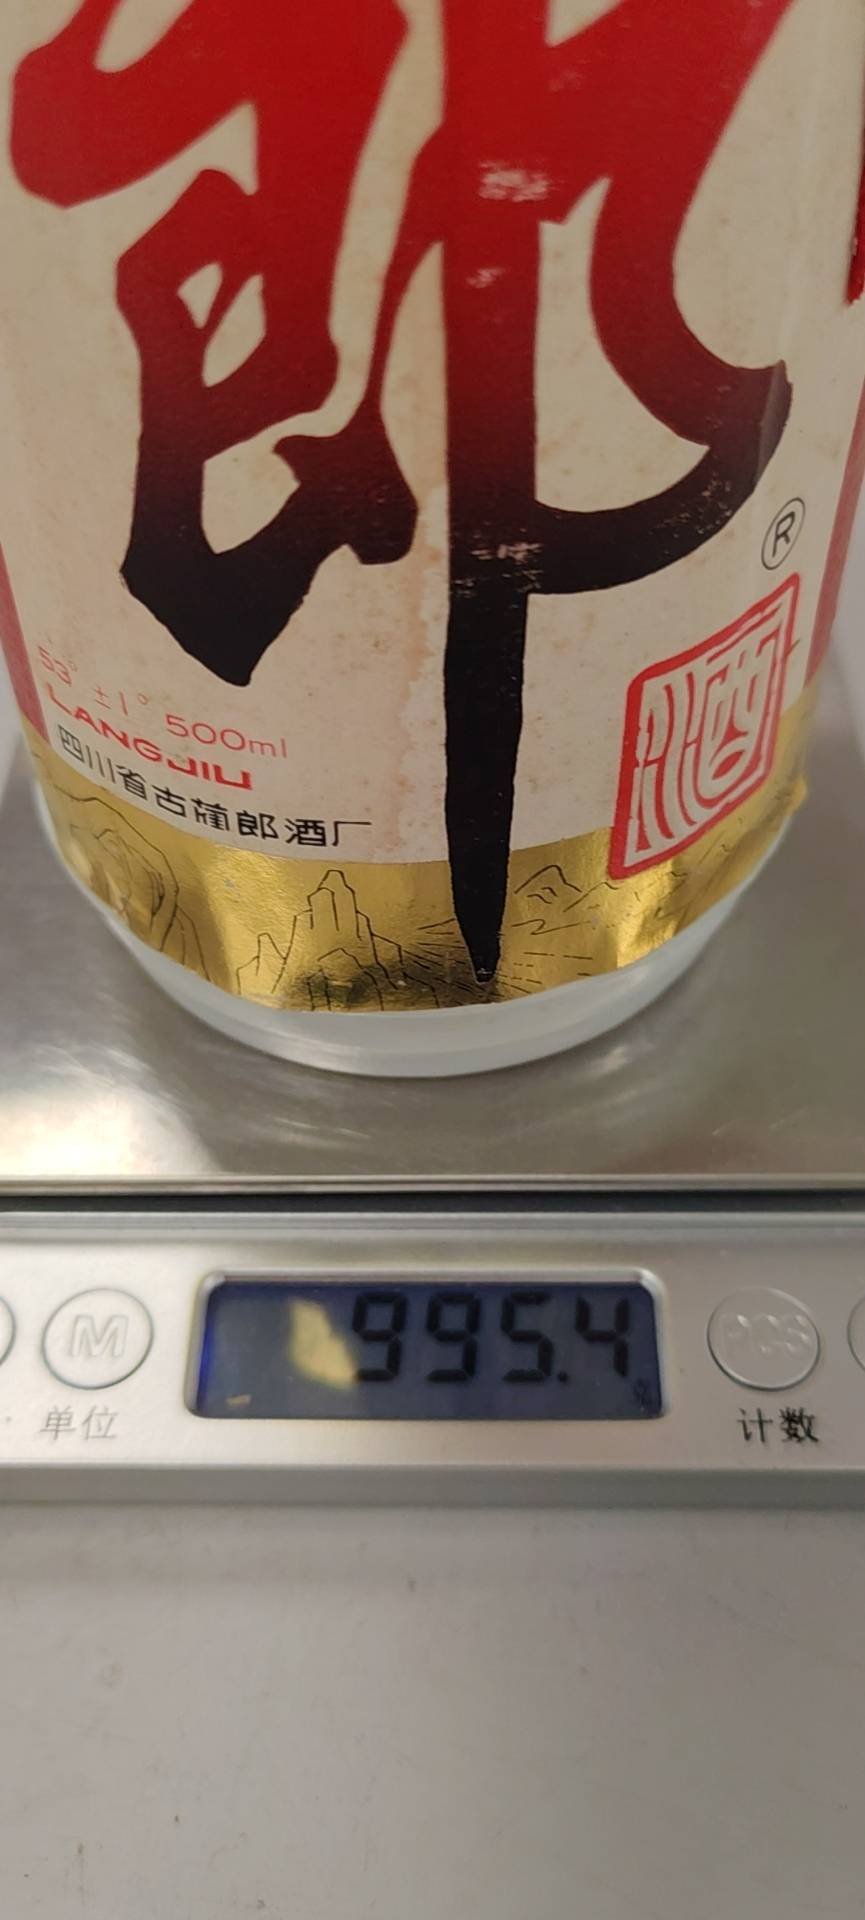 郎
®
酒
53° ±1° 500ml
LANGJIU
四川省古蔺郎酒厂
995.4
M
PCS
单位
计数